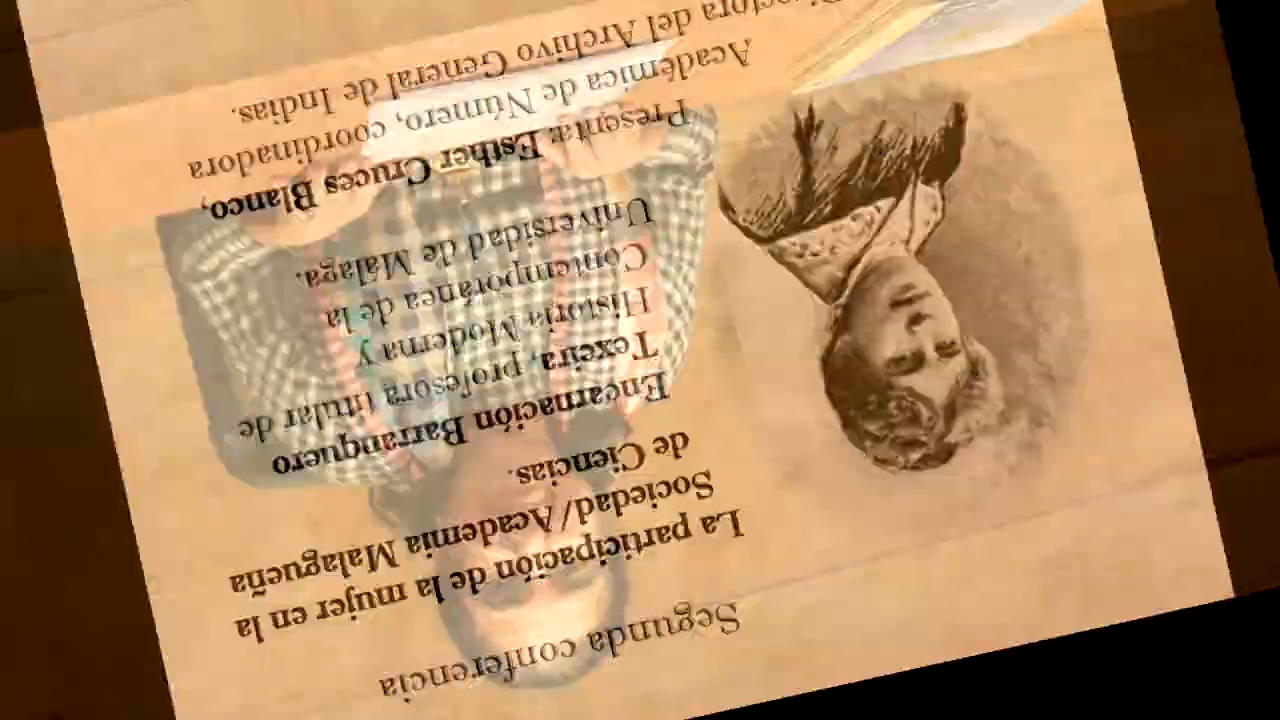 Segunda conferencia
La participación de la mujer en la
Sociedad/Academia Malagueña
de Ciencias.
Encarnación Barranquero
Texeira, profesora titular de
Historia Moderna y
Contemporánea de la
Universidad de Málaga.
Presenta: Esther Cruces Blanco,
Académica de Número, coordinadora
Directora del Archivo General de Indias.